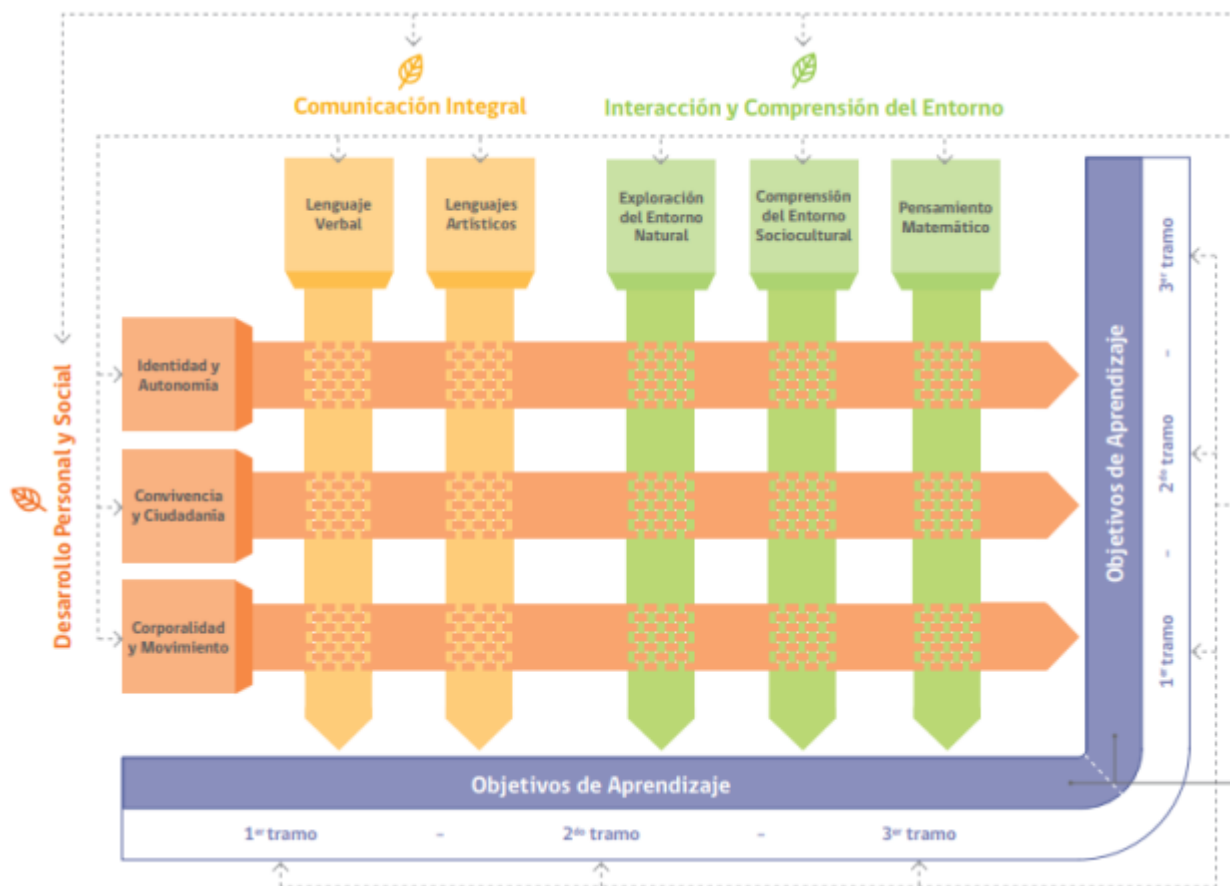 Comunicación Integral
Interacción y Comprensión del Entorno
Lenguaje
Verbal
Lenguajes
Artísticos
Exploración
del Entorno
Natural
Comprensión
del Entorno
Sociocultural
Pensamiento
Matemático
Desarrollo Personal y Social
Identidad y
Autonomía
Convivencia
y Ciudadanía
Corporalidad
y Movimiento
Objetivos de Aprendizaje
1er tramo - 2do tramo - 3er tramo
Objetivos de Aprendizaje
1er tramo - 2do tramo - 3er tramo